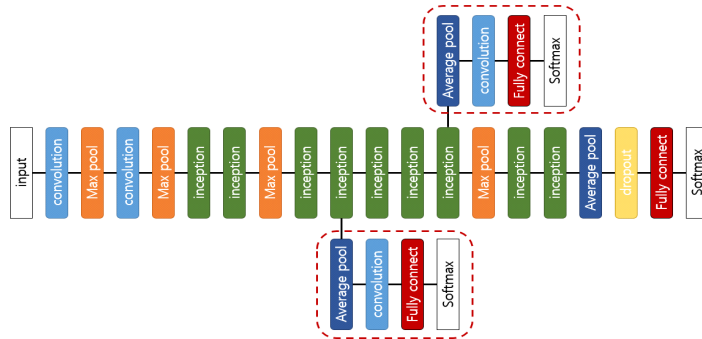 Average pool
convolution
Fully connect
Softmax
input
convolution
Max pool
convolution
Max pool
inception
inception
Max pool
inception
inception
inception
inception
inception
Max pool
inception
inception
Average pool
dropout
Fully connect
Softmax
Average pool
convolution
Fully connect
Softmax